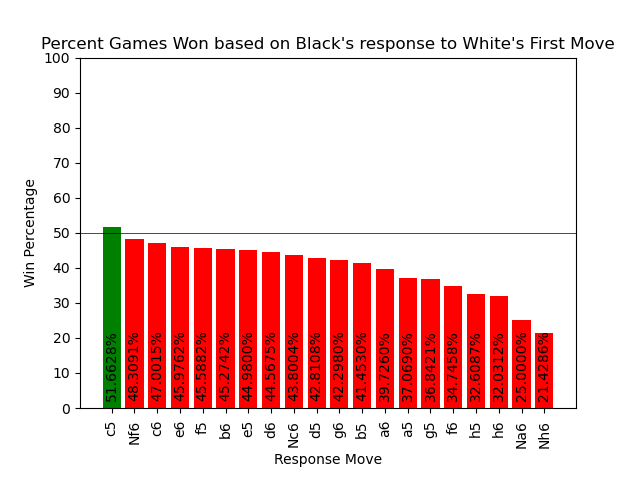 Percent Games Won based on Black's response to White's First Move
100
90
80
70
60
50
40
30
20
10
0
Win Percentage
51.6628%
48.3091%
47.0015%
45.9762%
45.5882%
45.2742%
44.9800%
44.5675%
43.8004%
42.8108%
42.2980%
41.4530%
39.7260%
37.0690%
36.8421%
34.7458%
32.6087%
32.0312%
25.0000%
21.4286%
c5
Nf6
c6
e6
f5
b6
e5
d6
Nc6
d5
g6
b5
a6
a5
g5
f6
h5
h6
Na6
Nh6
Response Move